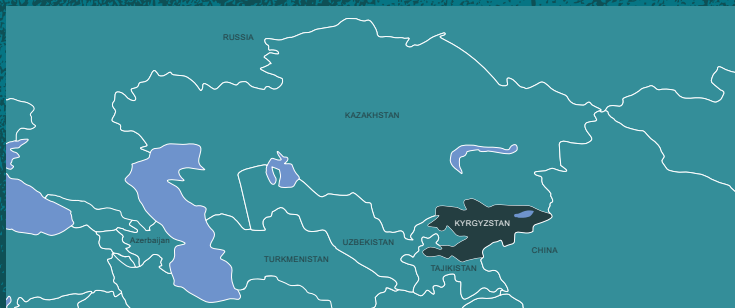 RUSSIA
KAZAKHSTAN
KYRGYZSTAN
Azerbaijan
UZBEKISTAN
CHINA
TURKMENISTAN
TAJIKISTAN